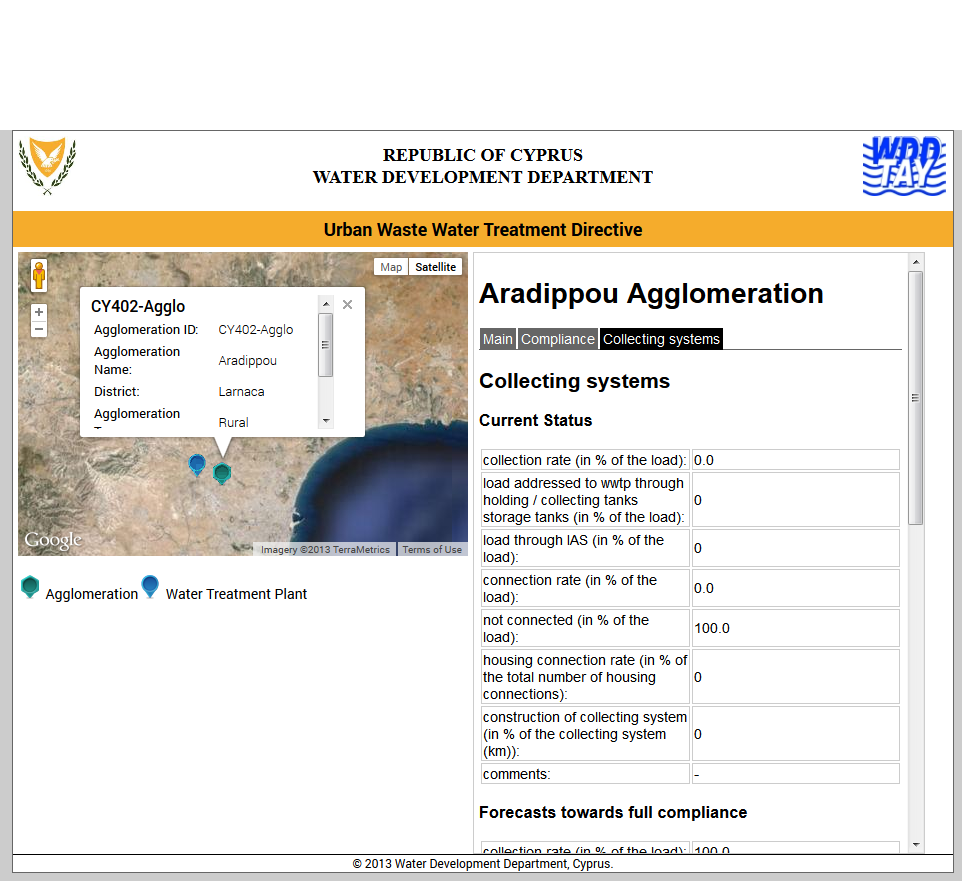 REPUBLIC OF CYPRUS
WATER DEVELOPMENT DEPARTMENT
WDD
TAY
Urban Waste Water Treatment Directive
Map
Satellite
CY402-Agglo
Agglomeration ID: CY402-Agglo
Agglomeration
Name: Aradippou
District: Larnaca
Agglomeration
Rural
Google
Imagery ©2013 TerraMetrics
Terms of Use
Agglomeration
Water Treatment Plant
Aradippou Agglomeration
Main
Compliance
Collecting systems
Collecting systems
Current Status
collection rate (in % of the load): 0.0
load addressed to wwtp through
holding / collecting tanks
storage tanks (in % of the load): 0
load through IAS (in % of the
load): 0
connection rate (in % of the
load): 0.0
not connected (in % of the
load): 100.0
housing connection rate (in % of
the total number of housing
connections): 0
construction of collecting system
(in % of the collecting system
(km)): 0
comments: -
Forecasts towards full compliance
collection rate (in % of the load): 100.0
© 2013 Water Development Department, Cyprus.